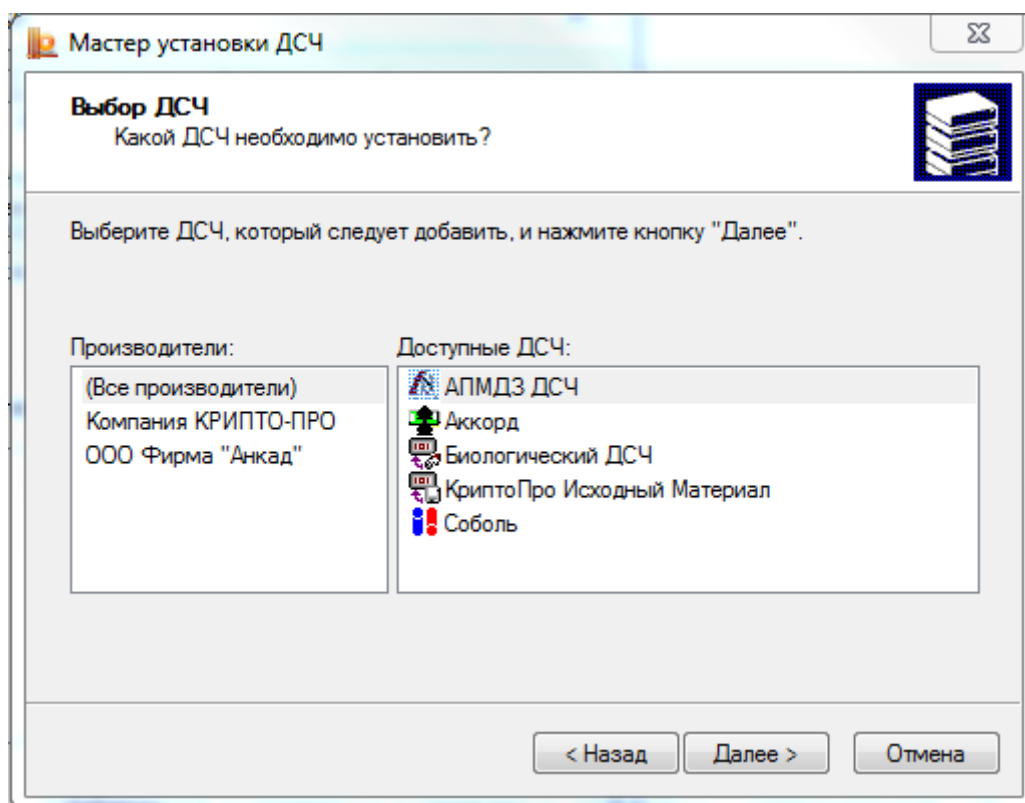 Мастер установки ДСЧ
Выбор ДСЧ
Какой ДСЧ необходимо установить?
Выберите ДСЧ, который следует добавить, и нажмите кнопку "Далее".
Производители:
(Все производители)
Компания КРИПТО-ПРО
ООО Фирма "Анкад"
Доступные ДСЧ:
АПМДЗ ДСЧ
Аккорд
Биологический ДСЧ
КриптоПро Исходный Материал
Соболь
< Назад
Далее >
Отмена